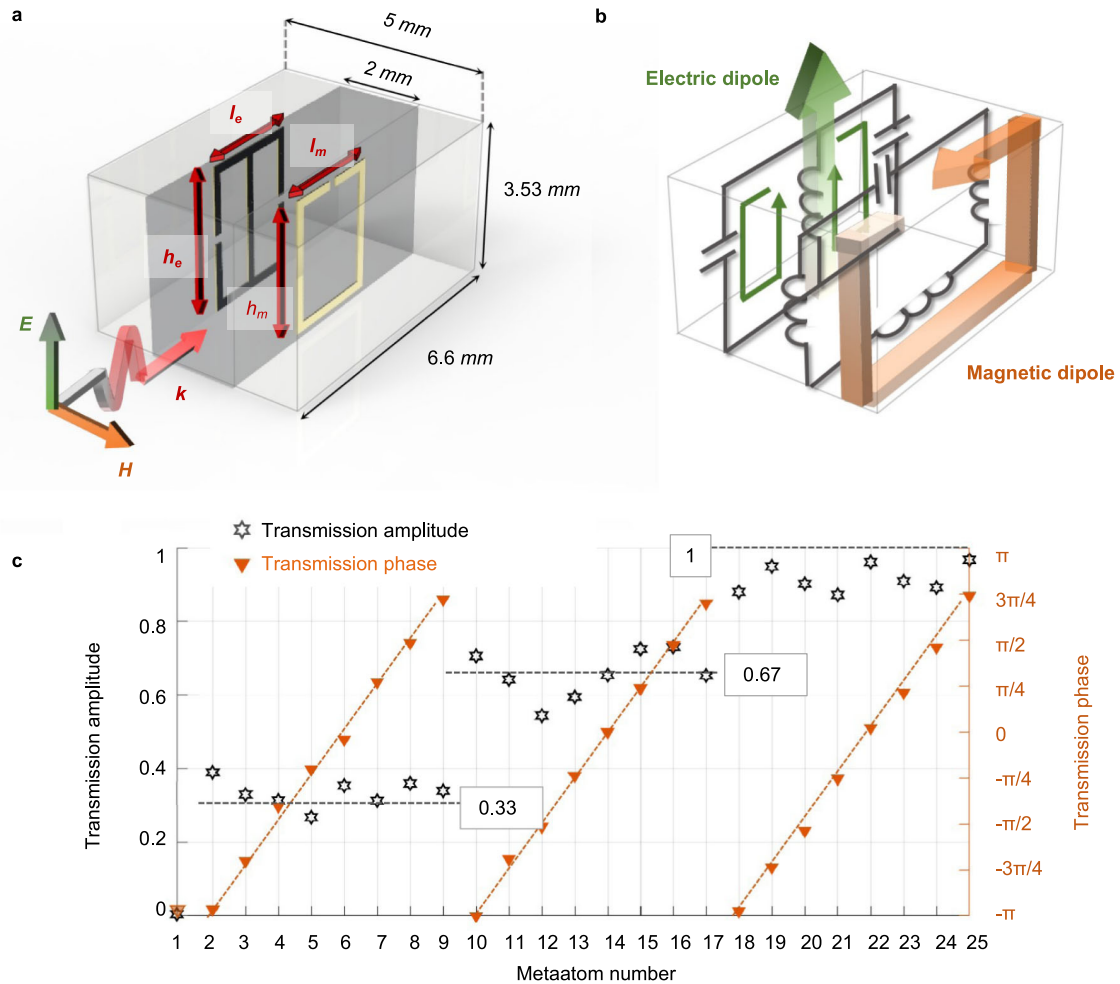 a
5 mm
2 mm
l_e
l_m
3.53 mm
h_e
h_m
6.6 mm
E
k
H
b
Electric dipole
Magnetic dipole
c
Transmission amplitude
Transmission phase
Transmission amplitude
1
0.8
0.6
0.4
0.2
0
1
0.67
0.33
π
3π/4
π/2
π/4
0
-π/4
-π/2
-3π/4
-π
Transmission phase
1 2 3 4 5 6 7 8 9 10 11 12 13 14 15 16 17 18 19 20 21 22 23 24 25
Metaatom number